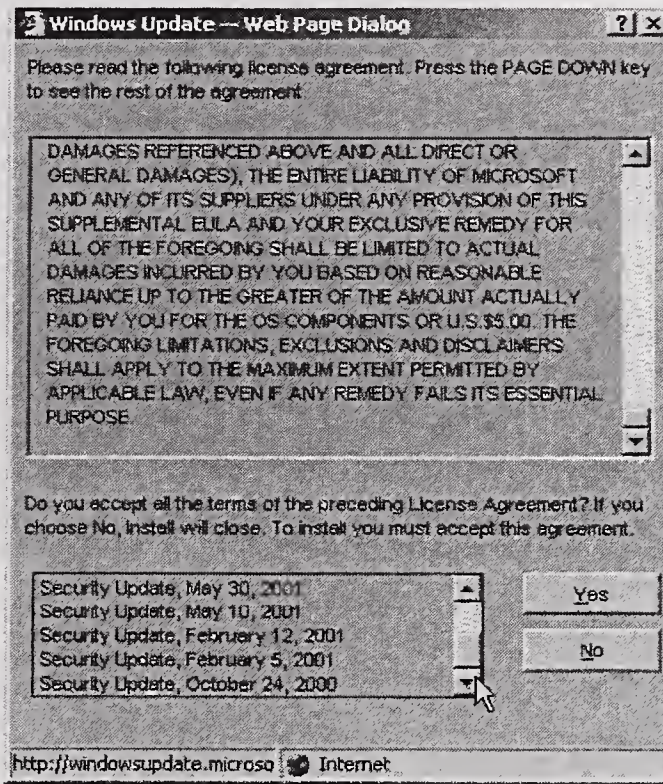 Windows Update -- Web Page Dialog
Please read the following license agreement. Press the PAGE DOWN key
to see the rest of the agreement
DAMAGES REFERENCED ABOVE AND ALL DIRECT OR
GENERAL DAMAGES), THE ENTIRE LIABILITY OF MICROSOFT
AND ANY OF ITS SUPPLIERS UNDER ANY PROVISION OF THIS
SUPPLEMENTAL EULA AND YOUR EXCLUSIVE REMEDY FOR
ALL OF THE FOREGOING SHALL BE LIMITED TO ACTUAL
DAMAGES INCURRED BY YOU BASED ON REASONABLE
RELIANCE UP TO THE GREATER OF THE AMOUNT ACTUALLY
PAID BY YOU FOR THE OS COMPONENTS OR U.S.$5.00. THE
FOREGOING LIMITATIONS, EXCLUSIONS AND DISCLAIMERS
SHALL APPLY TO THE MAXIMUM EXTENT PERMITTED BY
APPLICABLE LAW, EVEN IF ANY REMEDY FAILS ITS ESSENTIAL
PURPOSE.
Do you accept all the terms of the preceding License Agreement? If you
choose No, Install will close. To install you must accept this agreement.
Security Update, May 30, 2001
Security Update, May 10, 2001
Security Update, February 12, 2001
Security Update, February 5, 2001
Security Update, October 24, 2000
Yes
No
http://windowsupdate.microso Internet